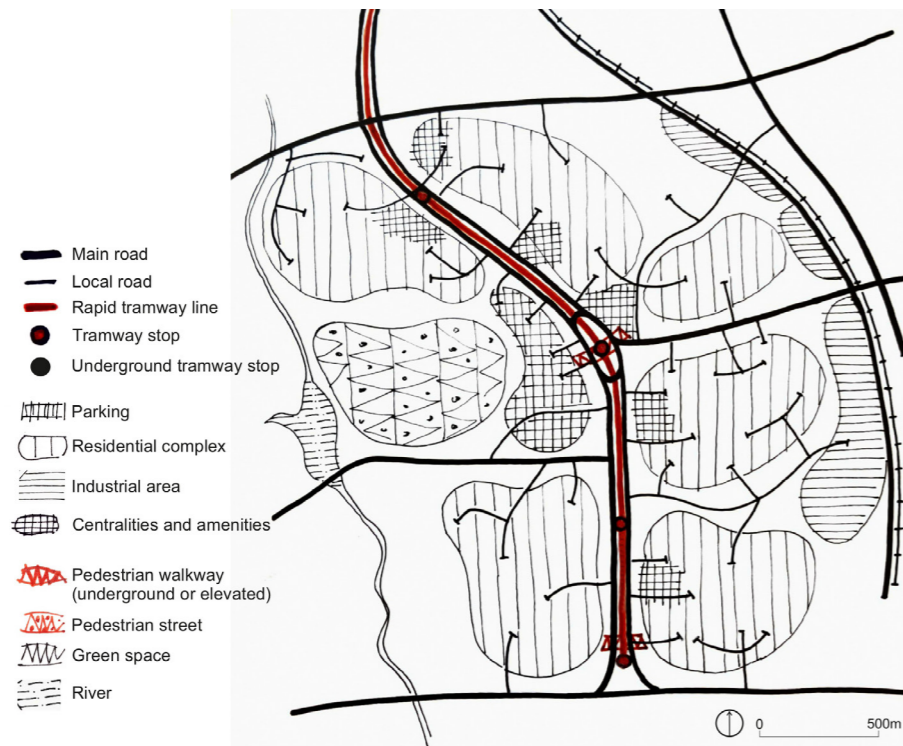 Main road
Local road
Rapid tramway line
Tramway stop
Underground tramway stop
Parking
Residential complex
Industrial area
Centralities and amenities
Pedestrian walkway
(underground or elevated)
Pedestrian street
Green space
River
0 500m